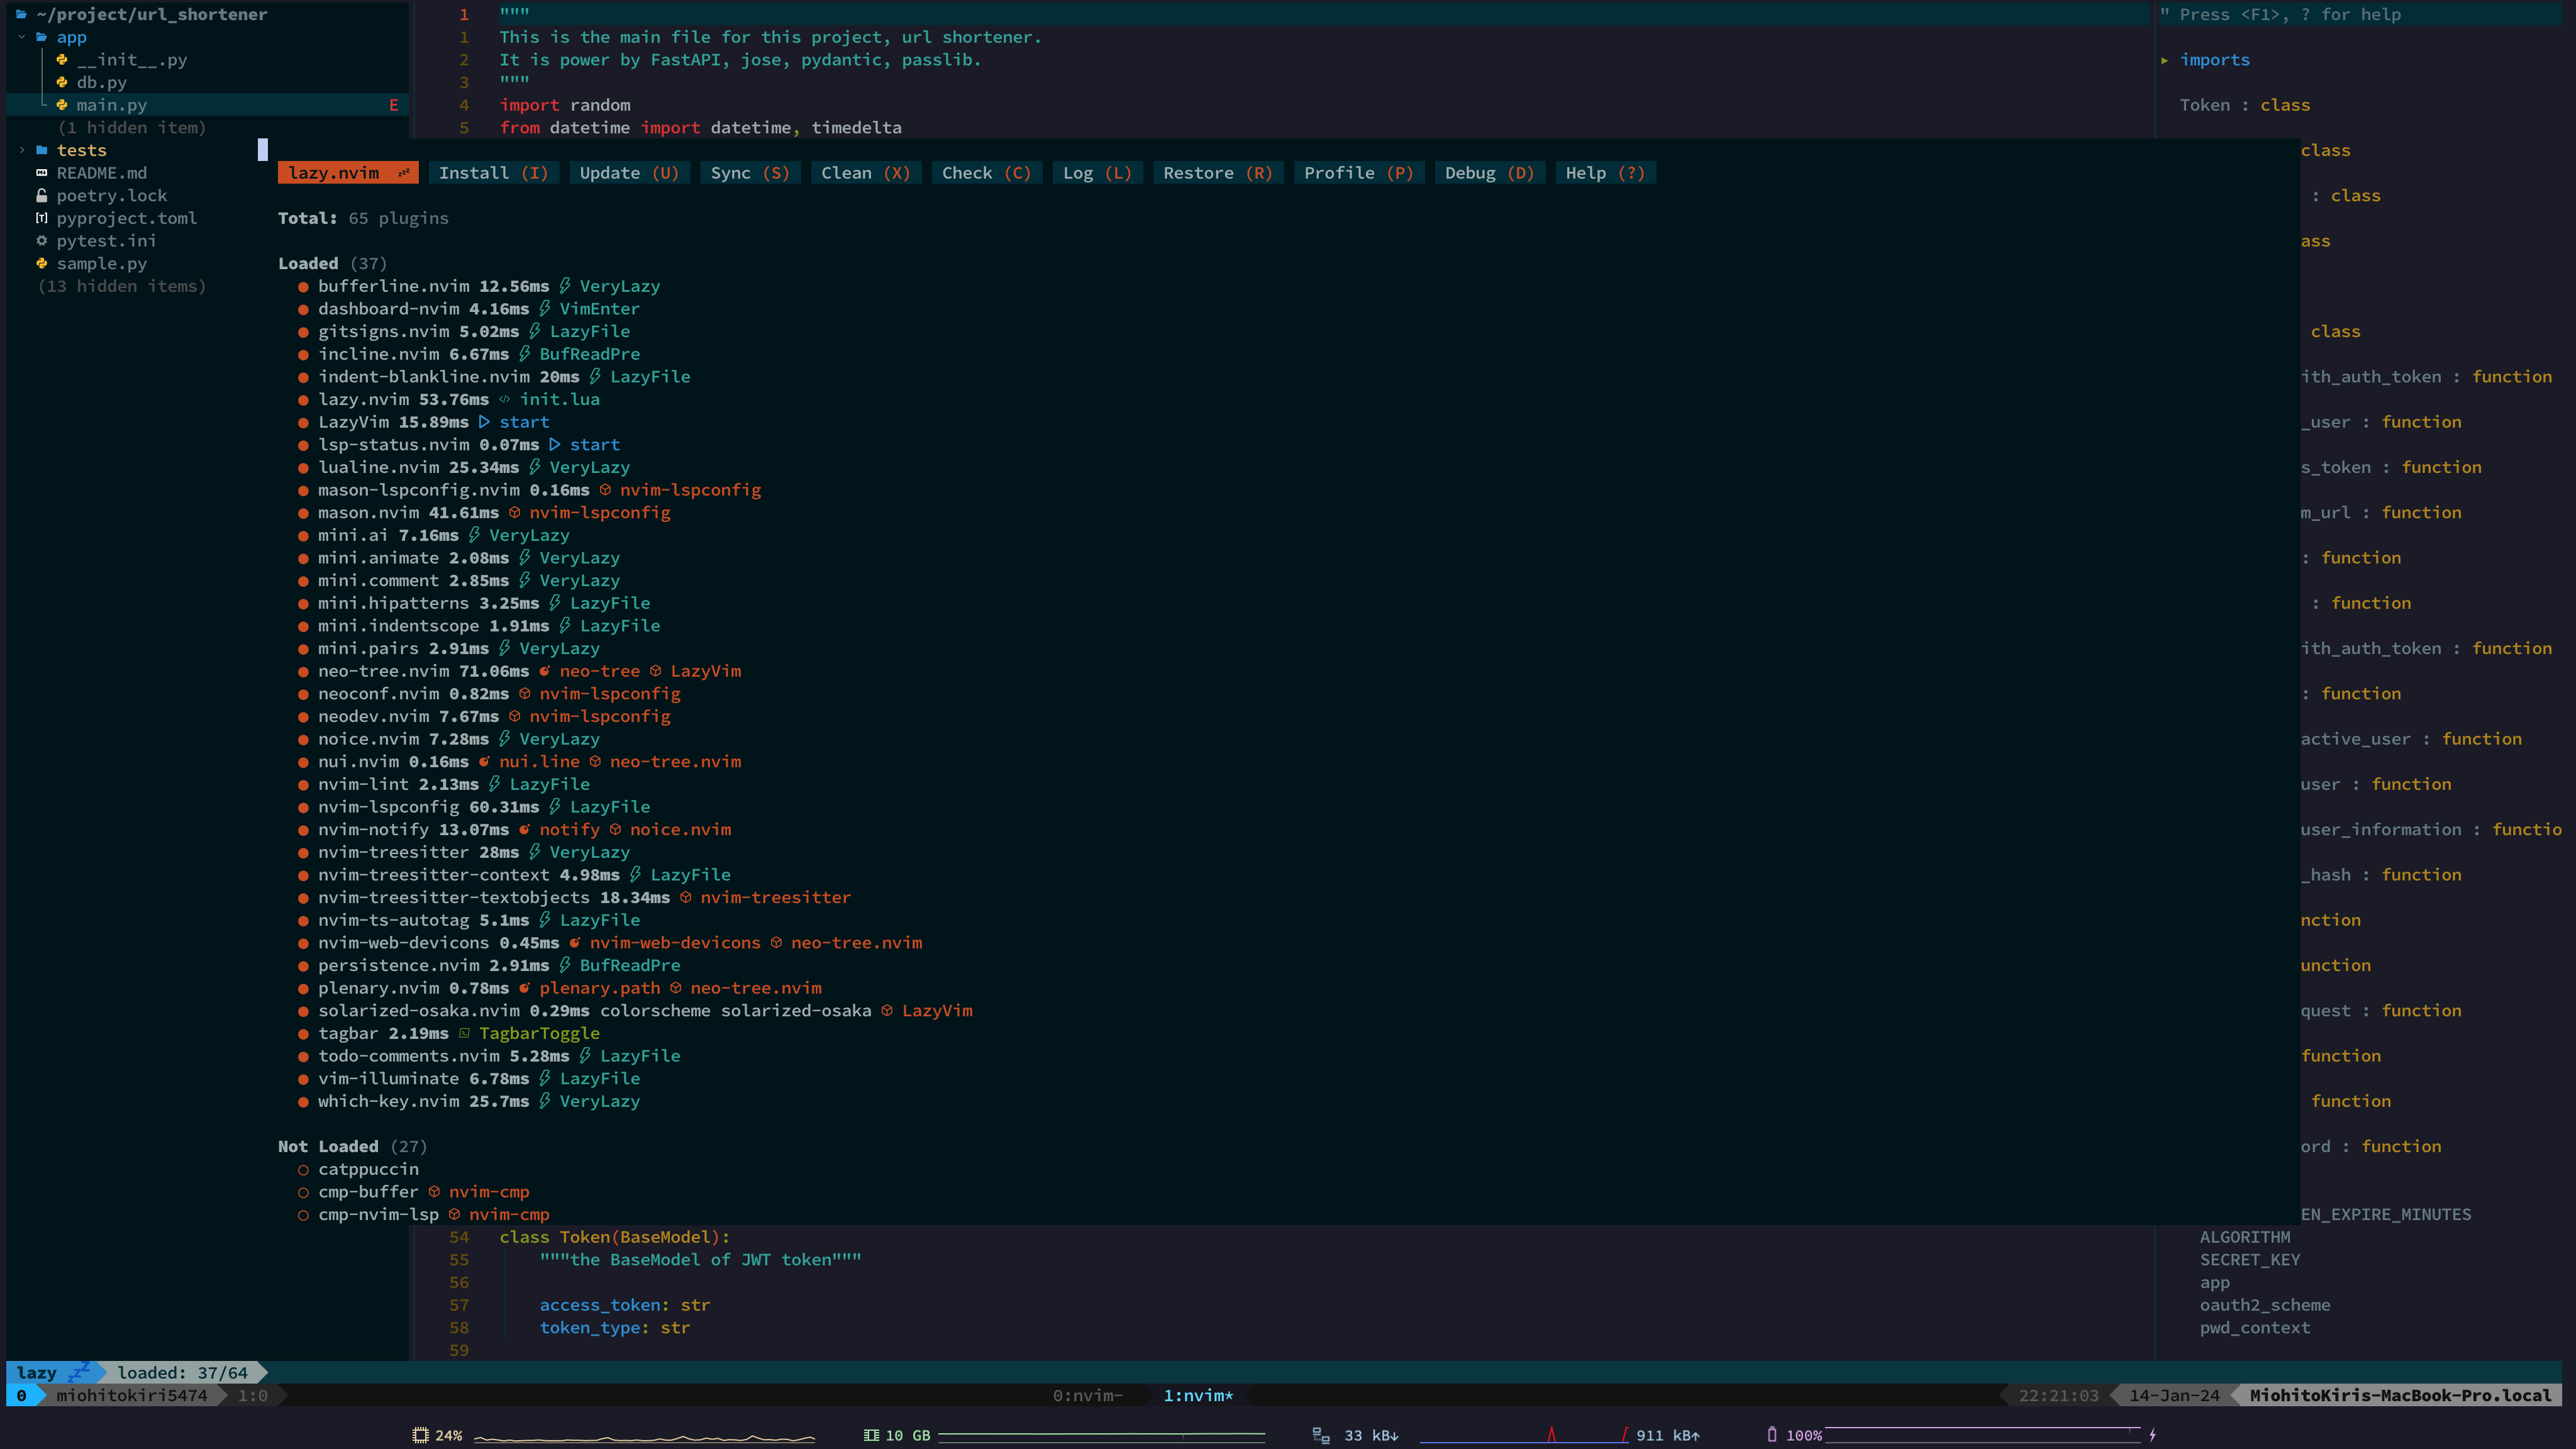 ~/project/url_shortener
app
__init__.py
db.py
main.py E
(1 hidden item)
tests
README.md
poetry.lock
pyproject.toml
pytest.ini
sample.py
(13 hidden items)
1 """
1 This is the main file for this project, url shortener.
2 It is power by FastAPI, jose, pydantic, passlib.
3 """
4 import random
5 from datetime import datetime, timedelta
lazy.nvim Install (I) Update (U) Sync (S) Clean (X) Check (C) Log (L) Restore (R) Profile (P) Debug (D) Help (?)
Total: 65 plugins
Loaded (37)
● bufferline.nvim 12.56ms VeryLazy
● dashboard-nvim 4.16ms VimEnter
● gitsigns.nvim 5.02ms LazyFile
● incline.nvim 6.67ms BufReadPre
● indent-blankline.nvim 20ms LazyFile
● lazy.nvim 53.76ms init.lua
● LazyVim 15.89ms start
● lsp-status.nvim 0.07ms start
● lualine.nvim 25.34ms VeryLazy
● mason-lspconfig.nvim 0.16ms nvim-lspconfig
● mason.nvim 41.61ms nvim-lspconfig
● mini.ai 7.16ms VeryLazy
● mini.animate 2.08ms VeryLazy
● mini.comment 2.85ms VeryLazy
● mini.hipatterns 3.25ms LazyFile
● mini.indentscope 1.91ms LazyFile
● mini.pairs 2.91ms VeryLazy
● neo-tree.nvim 71.06ms neo-tree LazyVim
● neoconf.nvim 0.82ms nvim-lspconfig
● neodev.nvim 7.67ms nvim-lspconfig
● noice.nvim 7.28ms VeryLazy
● nui.nvim 0.16ms nui.line neo-tree.nvim
● nvim-lint 2.13ms LazyFile
● nvim-lspconfig 60.31ms LazyFile
● nvim-notify 13.07ms notify noice.nvim
● nvim-treesitter 28ms VeryLazy
● nvim-treesitter-context 4.98ms LazyFile
● nvim-treesitter-textobjects 18.34ms nvim-treesitter
● nvim-ts-autotag 5.1ms LazyFile
● nvim-web-devicons 0.45ms nvim-web-devicons neo-tree.nvim
● persistence.nvim 2.91ms BufReadPre
● plenary.nvim 0.78ms plenary.path neo-tree.nvim
● solarized-osaka.nvim 0.29ms colorscheme solarized-osaka LazyVim
● tagbar 2.19ms TagbarToggle
● todo-comments.nvim 5.28ms LazyFile
● vim-illuminate 6.78ms LazyFile
● which-key.nvim 25.7ms VeryLazy
Not Loaded (27)
○ catppuccin
○ cmp-buffer nvim-cmp
○ cmp-nvim-lsp nvim-cmp
54 class Token(BaseModel):
55 """the BaseModel of JWT token"""
56
57 access_token: str
58 token_type: str
59
" Press <F1>, ? for help
▸ imports
Token : class
class
: class
ass
class
ith_auth_token : function
_user : function
s_token : function
m_url : function
: function
: function
ith_auth_token : function
: function
active_user : function
user : function
user_information : functio
_hash : function
nction
unction
quest : function
function
function
ord : function
EN_EXPIRE_MINUTES
ALGORITHM
SECRET_KEY
app
oauth2_scheme
pwd_context
lazy 💤 loaded: 37/64
0 miohitokiri5474 1:0 0:nvim- 1:nvim* 22:21:03 14-Jan-24 MiohitoKiris-MacBook-Pro.local
24% 10 GB 33 kB↓ 911 kB↑ 100%